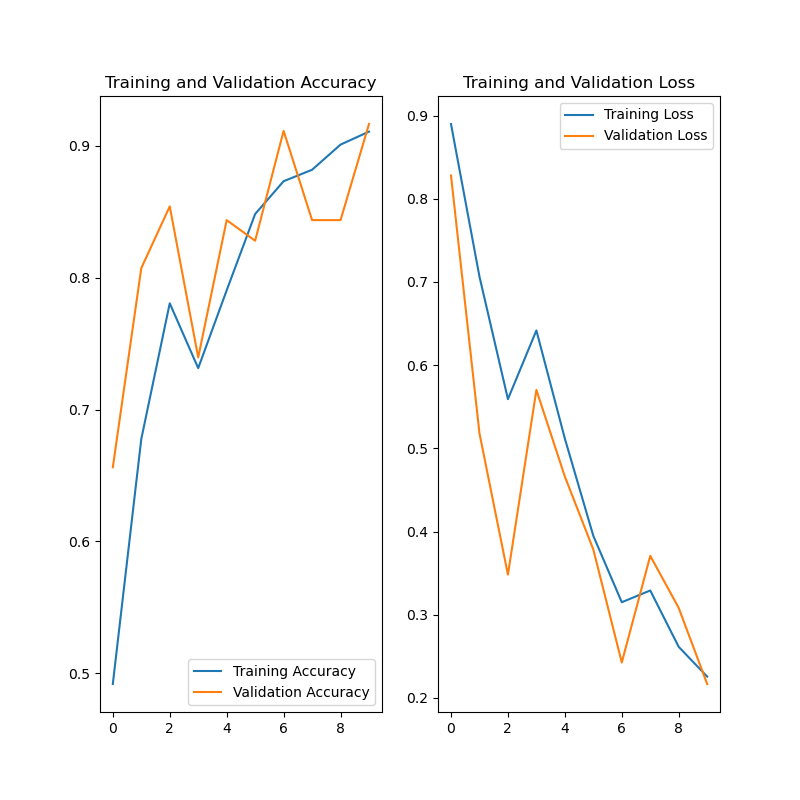 Training and Validation Accuracy
0.9
0.8
0.7
0.6
0.5
Training Accuracy
Validation Accuracy
0 2 4 6 8
Training and Validation Loss
Training Loss
Validation Loss
0.9
0.8
0.7
0.6
0.5
0.4
0.3
0.2
0 2 4 6 8